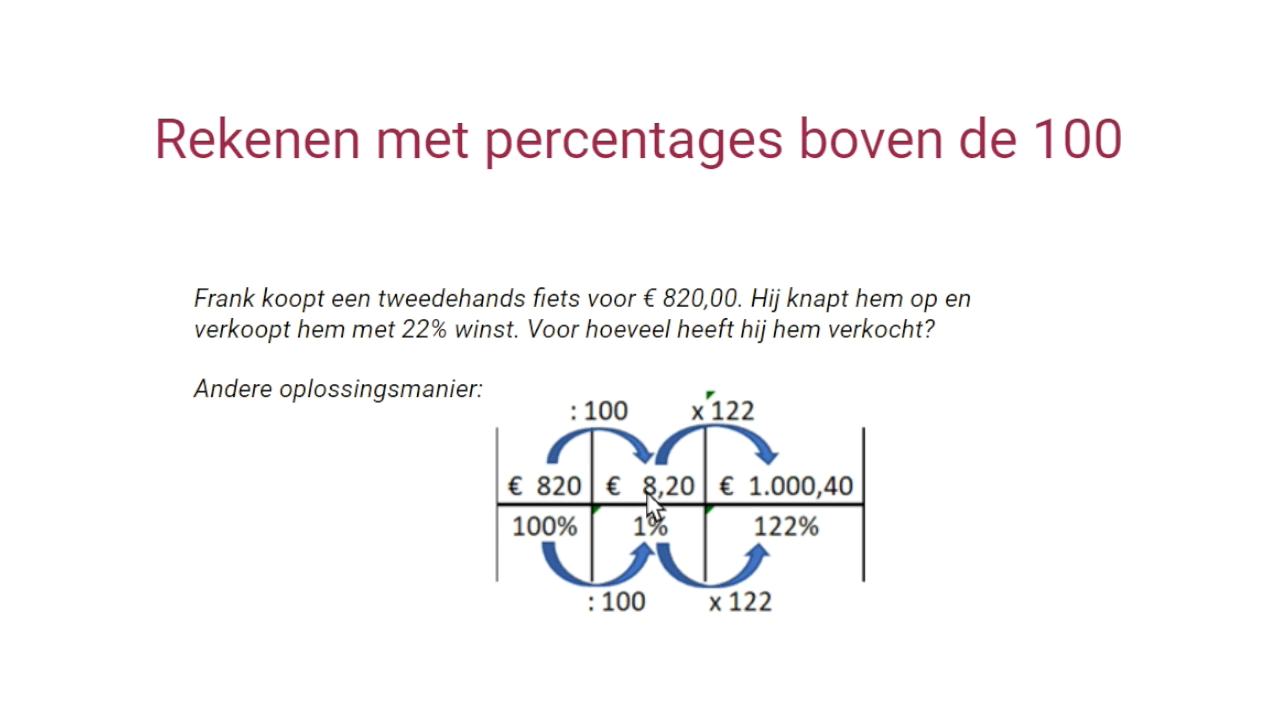 Rekenen met percentages boven de 100
Frank koopt een tweedehands fiets voor € 820,00. Hij knapt hem op en
verkoopt hem met 22% winst. Voor hoeveel heeft hij hem verkocht?
Andere oplossingsmanier:
: 100 x 122
€ 820 € 8,20 € 1.000,40
100% 1% 122%
: 100 x 122